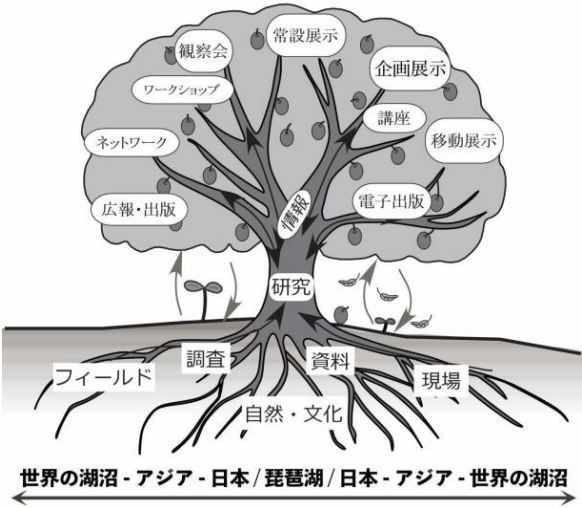 常設展示
観察会
企画展示
ワークショップ
講座
ネットワーク
移動展示
広報・出版
情報
電子出版
研究
調査
資料
フィールド
現場
自然・文化
世界の湖沼 - アジア - 日本 / 琵琶湖 / 日本 - アジア - 世界の湖沼